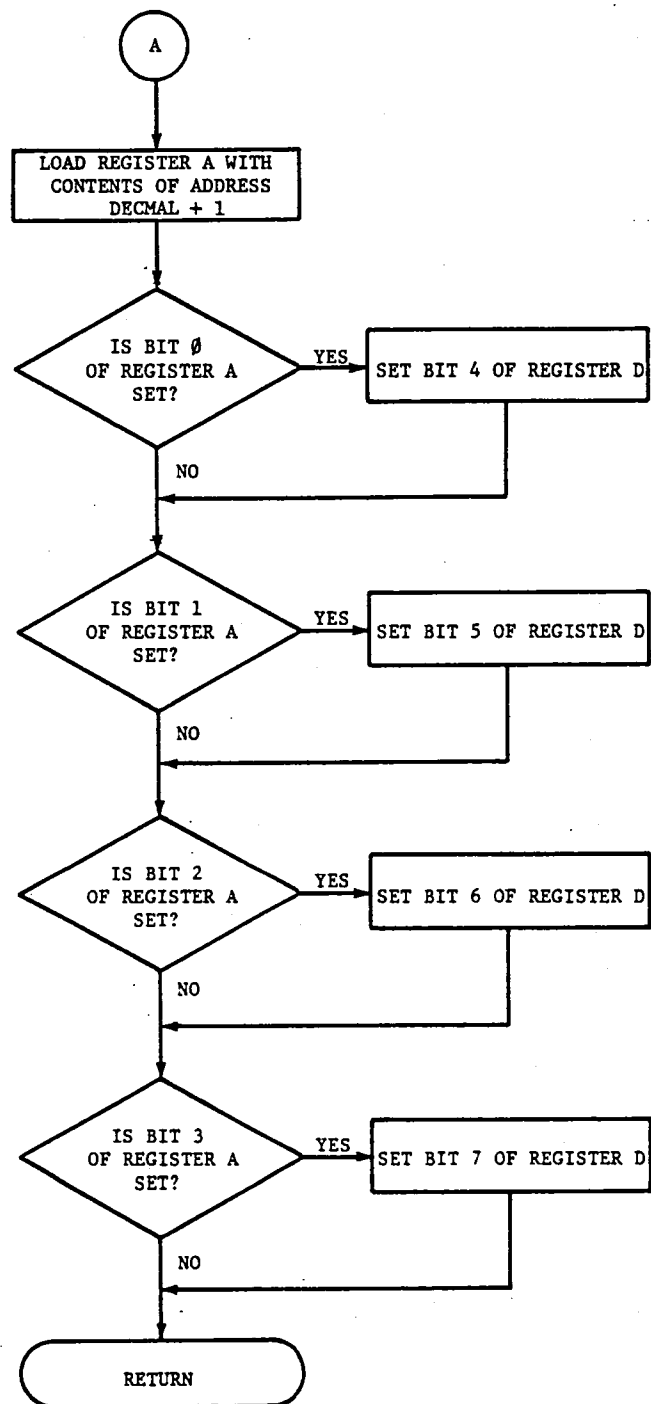 A
LOAD REGISTER A WITH
CONTENTS OF ADDRESS
DECMAL + 1
IS BIT Ø
OF REGISTER A
SET?
YES
SET BIT 4 OF REGISTER D
NO
IS BIT 1
OF REGISTER A
SET?
YES
SET BIT 5 OF REGISTER D
NO
IS BIT 2
OF REGISTER A
SET?
YES
SET BIT 6 OF REGISTER D
NO
IS BIT 3
OF REGISTER A
SET?
YES
SET BIT 7 OF REGISTER D
NO
RETURN